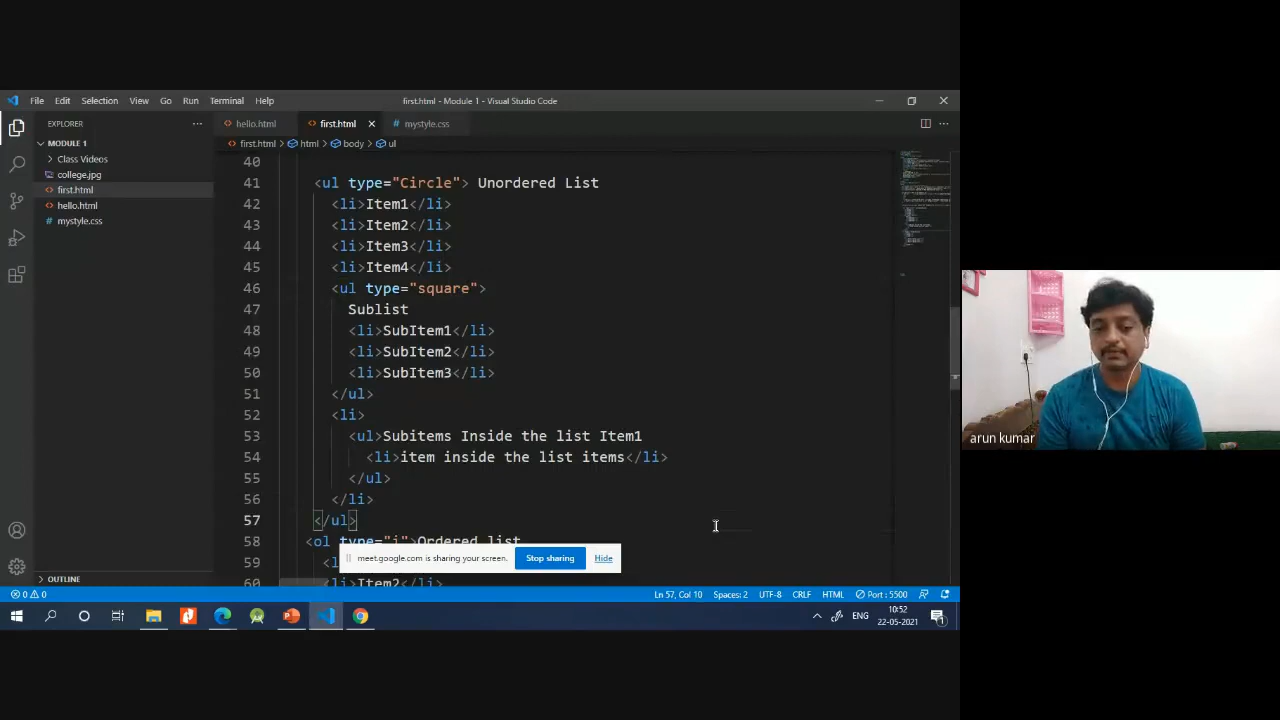 File Edit Selection View Go Run Terminal Help first.html - Module 1 - Visual Studio Code
EXPLORER ··· hello.html first.html mystyle.css ···
MODULE 1 first.html > html > body > ul
Class Videos
college.jpg
first.html
hello.html
mystyle.css
40
41 <ul type="Circle"> Unordered List
42 <li>Item1</li>
43 <li>Item2</li>
44 <li>Item3</li>
45 <li>Item4</li>
46 <ul type="square">
47 Sublist
48 <li>SubItem1</li>
49 <li>SubItem2</li>
50 <li>SubItem3</li>
51 </ul>
52 <li>
53 <ul>Subitems Inside the list Item1
54 <li>item inside the list items</li>
55 </ul>
56 </li>
57 </ul>
58 <ol type="i">Ordered list
59 <l
60 <li>Item2</li>
meet.google.com is sharing your screen. Stop sharing Hide
OUTLINE
0 0 Ln 57, Col 10 Spaces: 2 UTF-8 CRLF HTML Port : 5500
ENG 10:52
22-05-2021
1
arun kumar